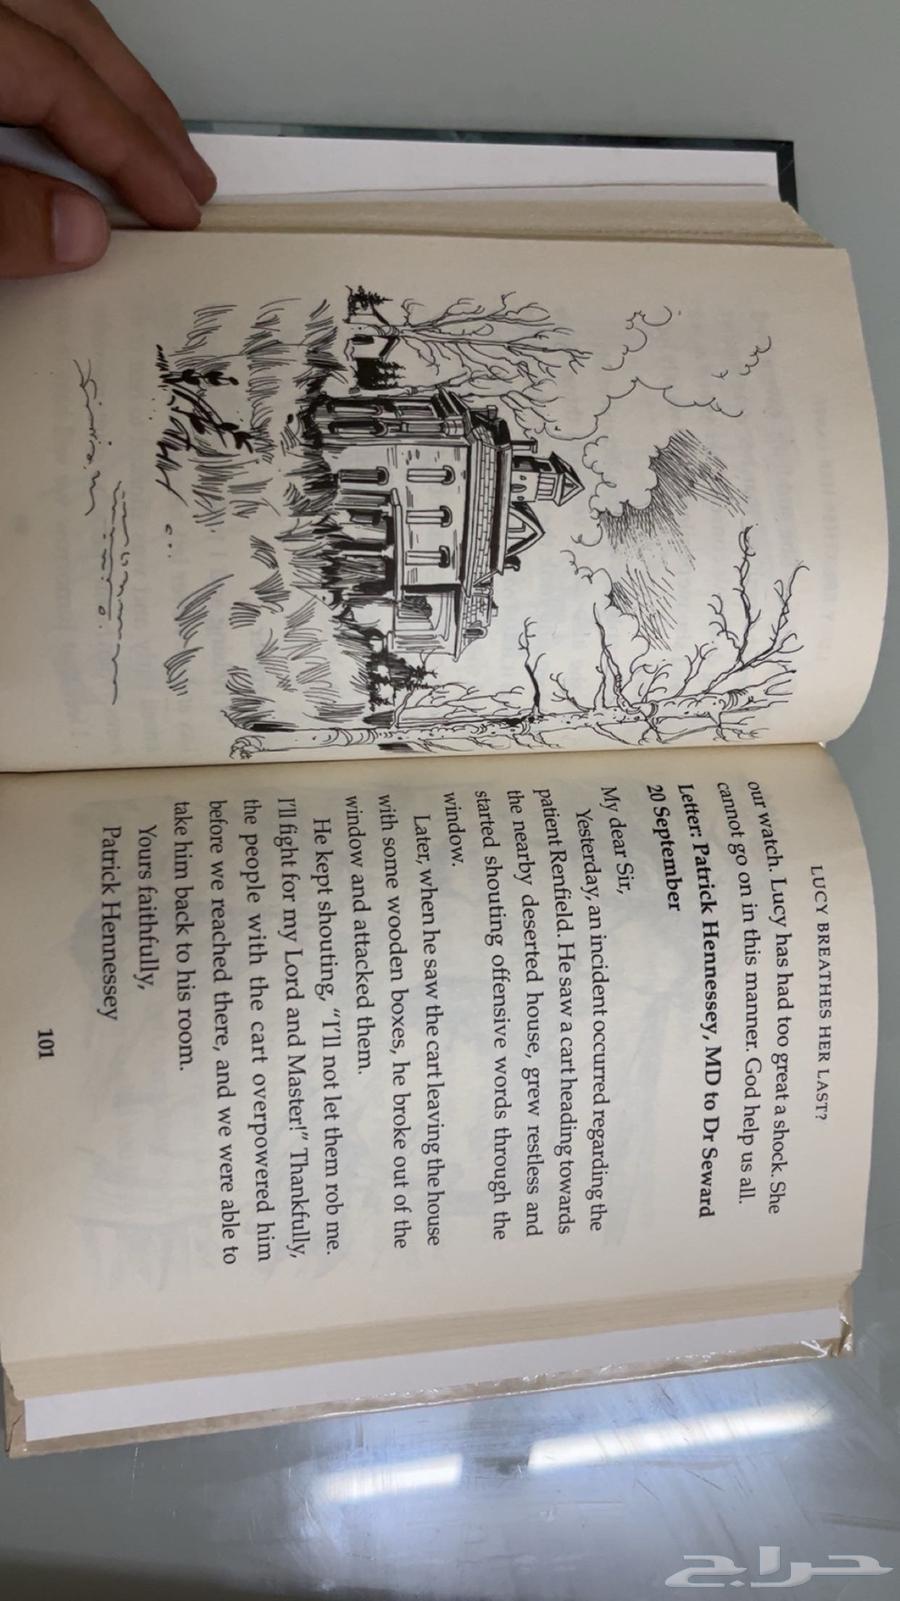 LUCY BREATHES HER LAST?
our watch. Lucy has had too great a shock. She
cannot go on in this manner. God help us all.
Letter: Patrick Hennessey, MD to Dr Seward
20 September
My dear Sir,
Yesterday, an incident occurred regarding the
patient Renfield. He saw a cart heading towards
the nearby deserted house, grew restless and
started shouting offensive words through the
window.
Later, when he saw the cart leaving the house
with some wooden boxes, he broke out of the
window and attacked them.
He kept shouting, “I’ll not let them rob me.
I’ll fight for my Lord and Master!” Thankfully,
the people with the cart overpowered him
before we reached there, and we were able to
take him back to his room.
Yours faithfully,
Patrick Hennessey
101
حراج